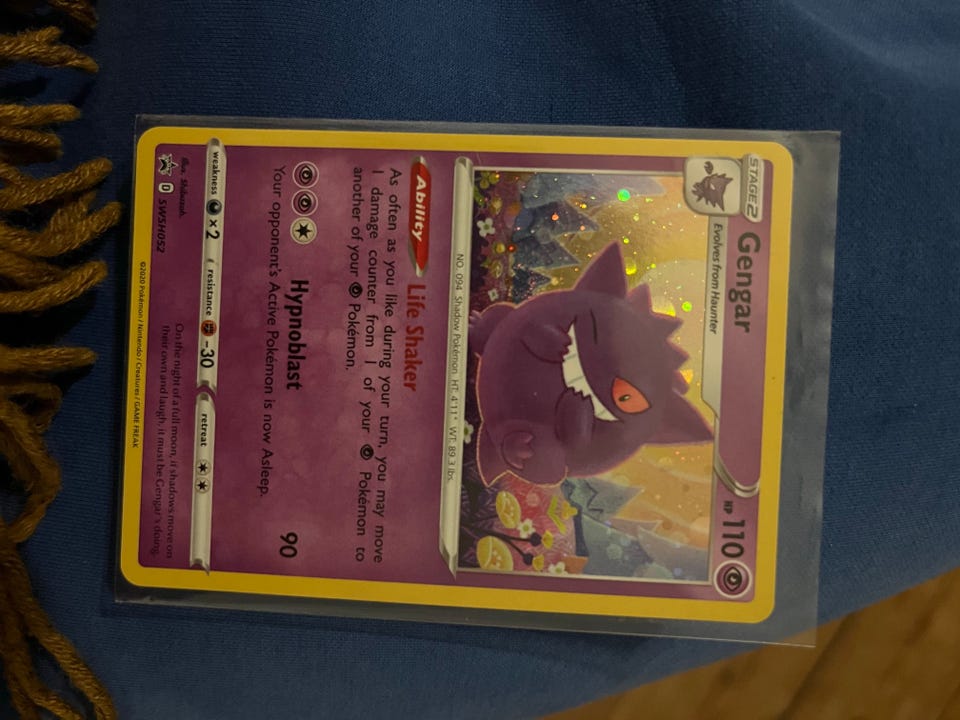 STAGE2
Gengar
HP 110
Evolves from Haunter
NO. 094 Shadow Pokémon HT: 4'11" WT: 89.3 lbs.
Ability Life Shaker
As often as you like during your turn, you may move
1 damage counter from 1 of your Pokémon to
another of your Pokémon.
Hypnoblast 90
Your opponent's Active Pokémon is now Asleep.
weakness ×2 resistance -30 retreat
Illus. Shibuzoh.
D SWSH052
On the night of a full moon, if shadows move on
their own and laugh, it must be Gengar's doing.
©2020 Pokémon / Nintendo / Creatures / GAME FREAK